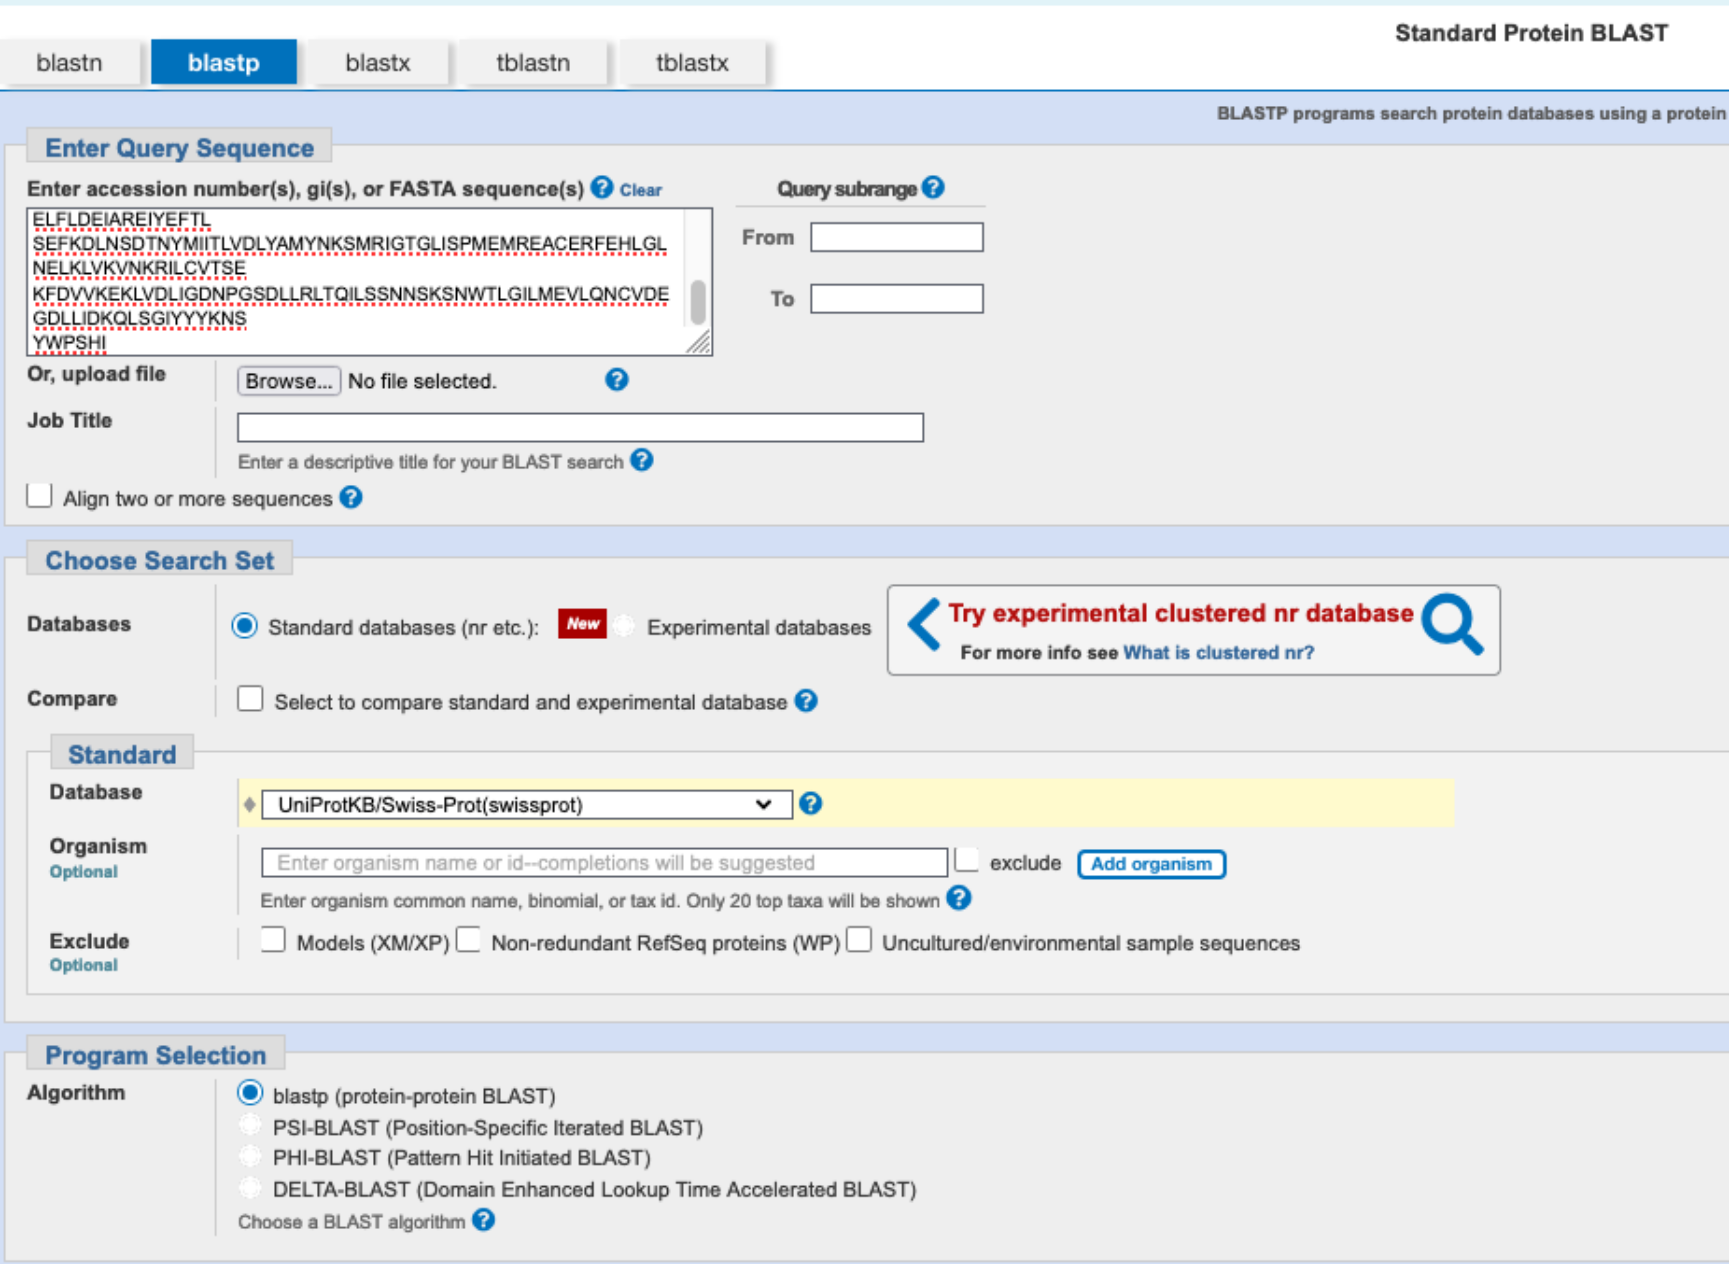 Standard Protein BLAST
blastn blastp blastx tblastn tblastx
BLASTP programs search protein databases using a protein
Enter Query Sequence
Enter accession number(s), gi(s), or FASTA sequence(s) Clear
Query subrange
ELFLDEIAREIYEFTL
SEFKDLNSDTNYMIITLVDLYAMYNKSMRIGTGLISPMEMREACERFEHLGL
NELKLVKVNKRILCVTSE
KFDVVKEKLVDLIGDNPGSDLLRLTQILSSNNSKSNWTLGILMEVLQNCVDE
GDLLIDKQLSGIYYYKNS
YWPSHI
From
To
Or, upload file Browse... No file selected.
Job Title
Enter a descriptive title for your BLAST search
Align two or more sequences
Choose Search Set
Databases Standard databases (nr etc.): New Experimental databases
Try experimental clustered nr database
For more info see What is clustered nr?
Compare Select to compare standard and experimental database
Standard
Database UniProtKB/Swiss-Prot(swissprot)
Organism
Optional
Enter organism name or id--completions will be suggested exclude Add organism
Enter organism common name, binomial, or tax id. Only 20 top taxa will be shown
Exclude
Optional
Models (XM/XP) Non-redundant RefSeq proteins (WP) Uncultured/environmental sample sequences
Program Selection
Algorithm blastp (protein-protein BLAST)
PSI-BLAST (Position-Specific Iterated BLAST)
PHI-BLAST (Pattern Hit Initiated BLAST)
DELTA-BLAST (Domain Enhanced Lookup Time Accelerated BLAST)
Choose a BLAST algorithm